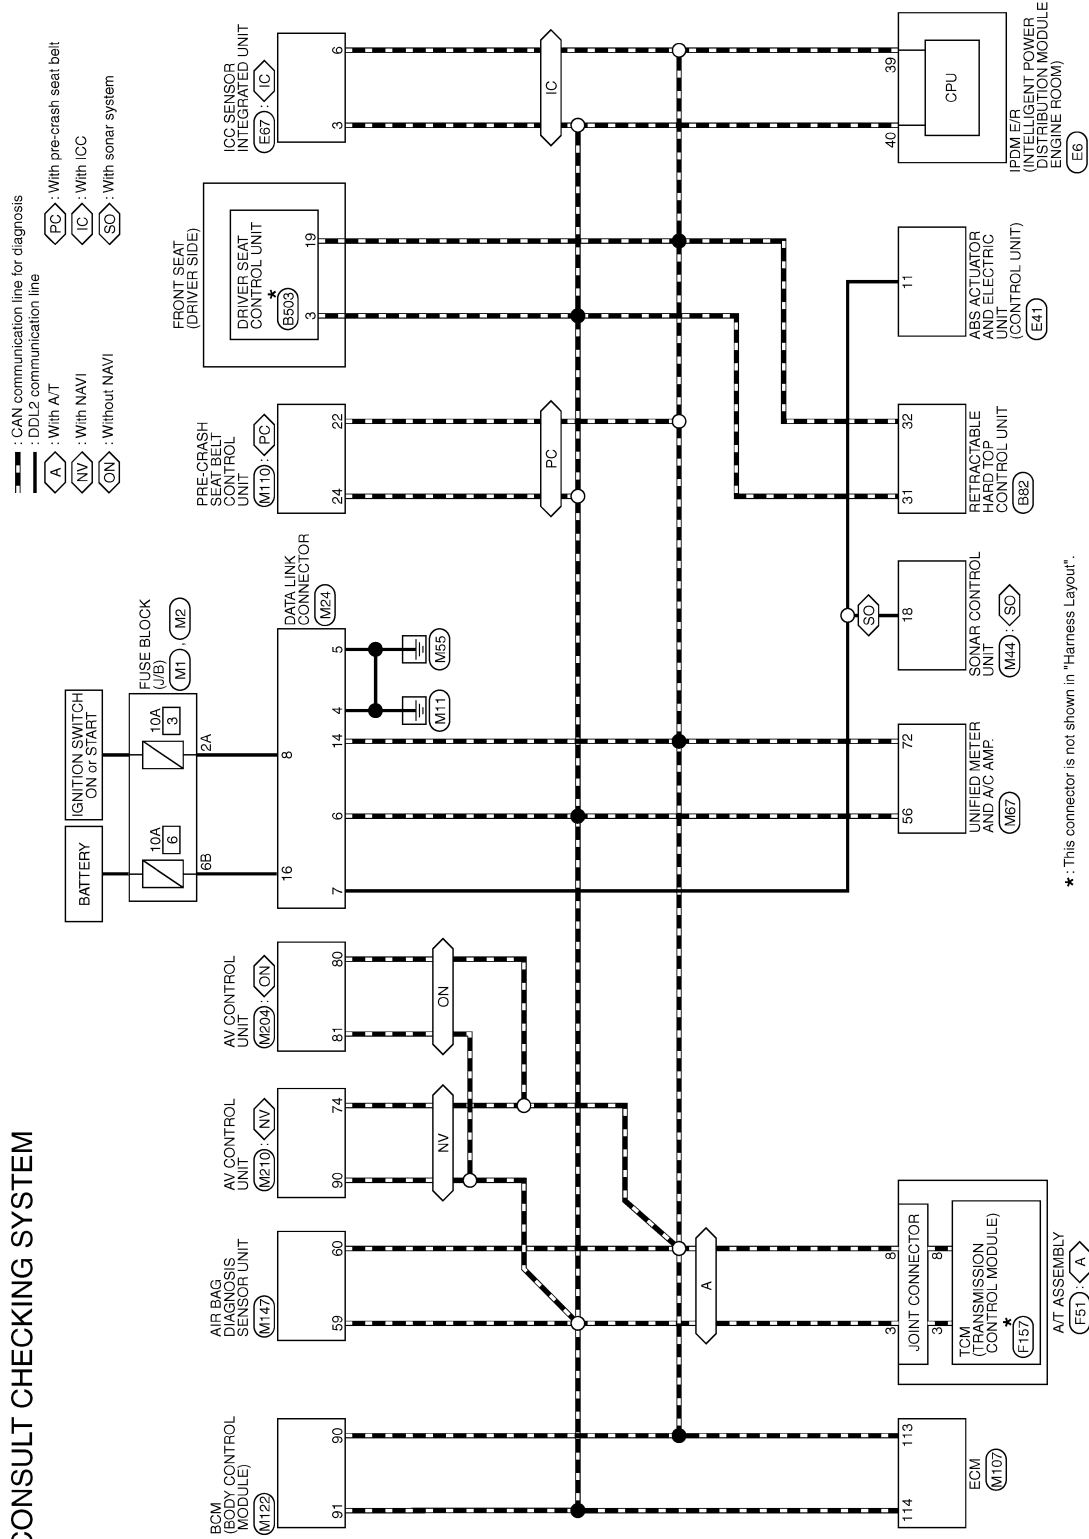 CONSULT CHECKING SYSTEM
: CAN communication line for diagnosis
: DDL2 communication line
A : With A/T
NV : With NAVI
ON : Without NAVI
PC : With pre-crash seat belt
IC : With ICC
SO : With sonar system
IGNITION SWITCH
ON or START
BATTERY
FUSE BLOCK
(J/B)
M1 , M2
10A
3
10A
6
2A
6B
DATA LINK
CONNECTOR
M24
8
16
5
4
14
6
7
M55
M11
BCM
(BODY CONTROL
MODULE)
M122
91
90
AIR BAG
DIAGNOSIS
SENSOR UNIT
M147
59
60
AV CONTROL
UNIT
M210 : NV
90
74
NV
AV CONTROL
UNIT
M204 : ON
81
80
ON
PRE-CRASH
SEAT BELT
CONTROL
UNIT
M110 : PC
24
22
PC
FRONT SEAT
(DRIVER SIDE)
DRIVER SEAT
CONTROL UNIT
*
B503
3
19
ICC SENSOR
INTEGRATED UNIT
E67 : IC
3
6
IC
A
SO
114
113
ECM
M107
3
8
JOINT CONNECTOR
3
8
TCM
(TRANSMISSION
CONTROL MODULE)
*
F157
A/T ASSEMBLY
F51 : A
56
72
UNIFIED METER
AND A/C AMP.
M67
18
SONAR CONTROL
UNIT
M44 : SO
31
32
RETRACTABLE
HARD TOP
CONTROL UNIT
B82
11
ABS ACTUATOR
AND ELECTRIC
UNIT
(CONTROL UNIT)
E41
40
39
CPU
IPDM E/R
(INTELLIGENT POWER
DISTRIBUTION MODULE
ENGINE ROOM)
E6
* : This connector is not shown in "Harness Layout".